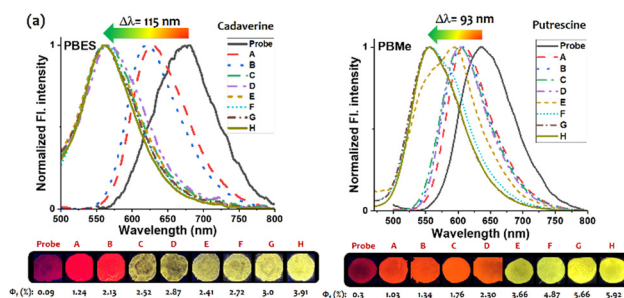 (a)
Δλ= 115 nm
Cadaverine
PBES
Probe
A
B
C
D
E
F
G
H
Normalized Fl. intensity
1
0
500 550 600 650 700 750 800
Wavelength (nm)
Probe A B C D E F G H
Φf (%): 0.09 1.24 2.13 2.52 2.87 2.41 2.72 3.0 3.91
Δλ= 93 nm
Putrescine
PBMe
Probe
A
B
C
D
E
F
G
H
Normalized Fl. intensity
1
0
500 600 700 800
Wavelength (nm)
Probe A B C D E F G H
Φf (%): 0.3 1.03 1.34 1.76 2.30 3.66 4.87 5.66 5.92